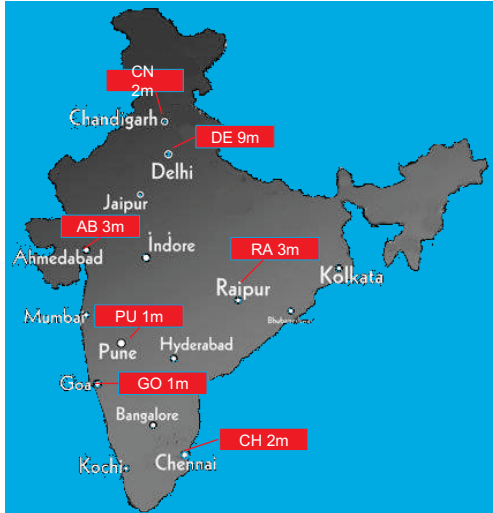 CN
2m
Chandigarh
DE 9m
Delhi
Jaipur
AB 3m
Indore
Ahmedabad
RA 3m
Kolkata
Raipur
Mumbai
PU 1m
Pune
Hyderabad
Goa
GO 1m
Bangalore
CH 2m
Kochi
Chennai